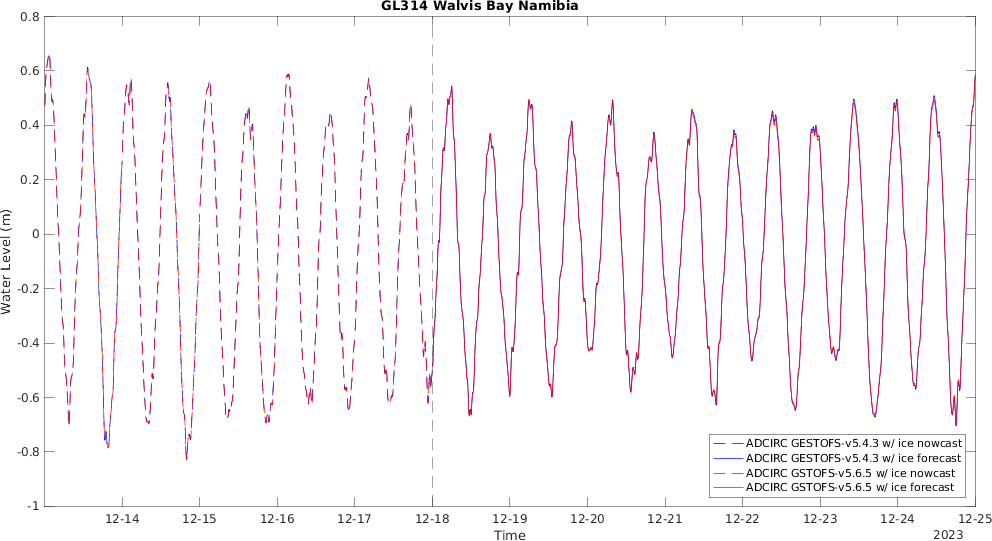 GL314 Walvis Bay Namibia
0.8
0.6
0.4
0.2
0
-0.2
-0.4
-0.6
-0.8
-1
Water Level (m)
ADCIRC GESTOFS-v5.4.3 w/ ice nowcast
ADCIRC GESTOFS-v5.4.3 w/ ice forecast
ADCIRC GSTOFS-v5.6.5 w/ ice nowcast
ADCIRC GSTOFS-v5.6.5 w/ ice forecast
12-14 12-15 12-16 12-17 12-18 12-19 12-20 12-21 12-22 12-23 12-24 12-25
Time
2023